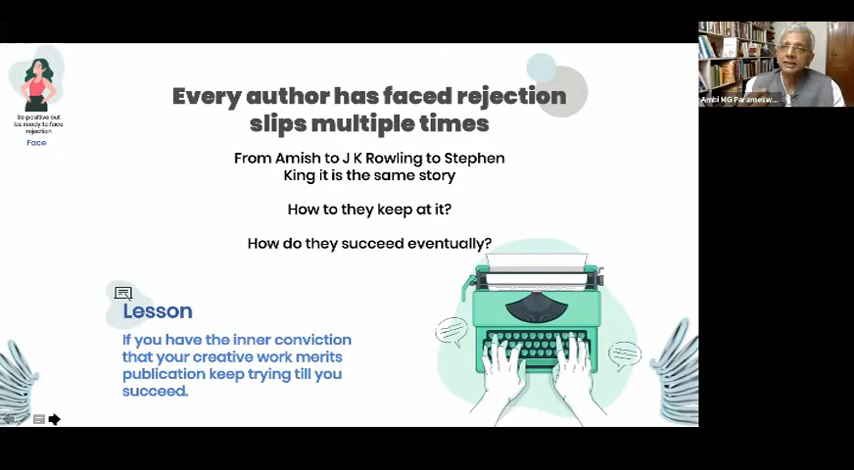 Every author has faced rejection
slips multiple times
From Amish to J K Rowling to Stephen
King it is the same story
How to they keep at it?
How do they succeed eventually?
Lesson
If you have the inner conviction
that your creative work merits
publication keep trying till you
succeed.
Be positive but
be ready to face
rejection
Face
Ambi MG Paramesw...